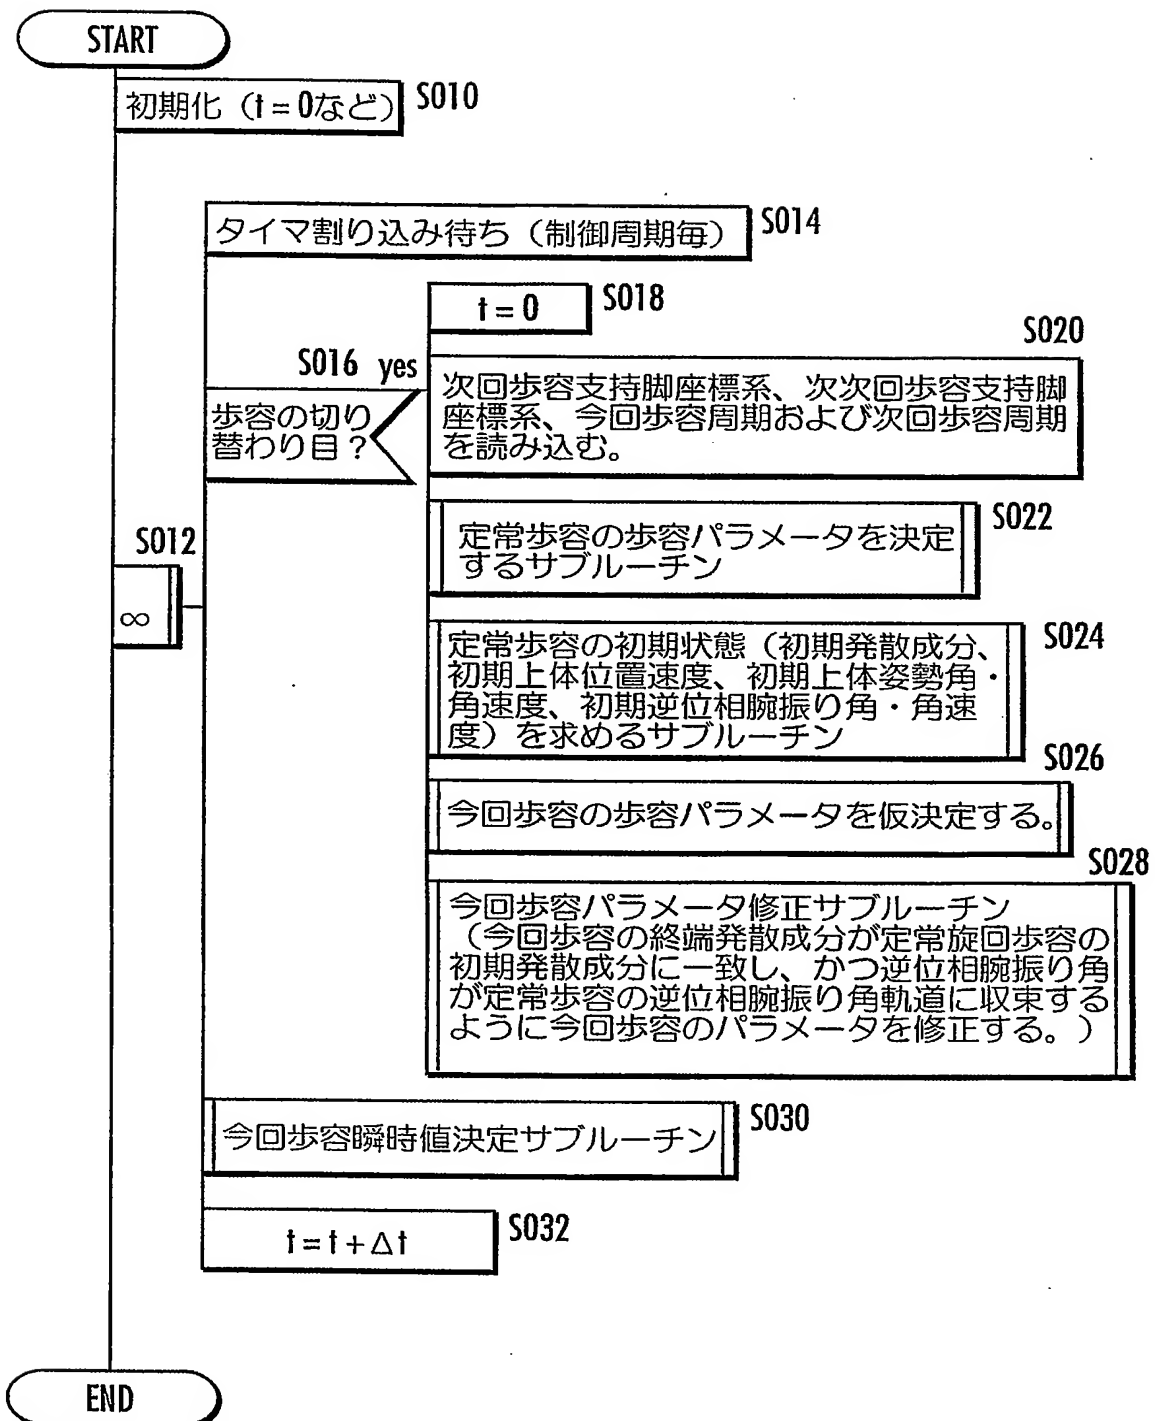 START
初期化（t = 0など）
S010
タイマ割り込み待ち（制御周期毎）
S014
t = 0
S018
S020
S016 yes
歩容の切り
替わり目？
次回歩容支持脚座標系、次次回歩容支持脚
座標系、今回歩容周期および次回歩容周期
を読み込む。
S022
定常歩容の歩容パラメータを決定
するサブルーチン
S012
∞
S024
定常歩容の初期状態（初期発散成分、
初期上体位置速度、初期上体姿勢角・
角速度、初期逆位相腕振り角・角速
度）を求めるサブルーチン
S026
今回歩容の歩容パラメータを仮決定する。
S028
今回歩容パラメータ修正サブルーチン
（今回歩容の終端発散成分が定常旋回歩容の
初期発散成分に一致し、かつ逆位相腕振り角
が定常歩容の逆位相腕振り角軌道に収束する
ように今回歩容のパラメータを修正する。）
今回歩容瞬時値決定サブルーチン
S030
t = t + Δt
S032
END